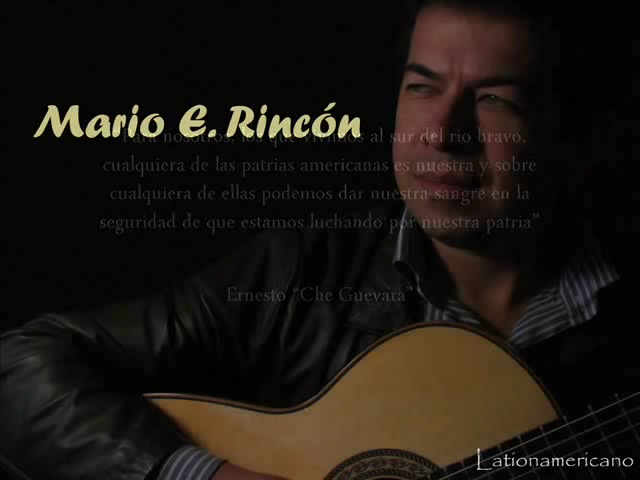 Mario E. Rincón
"Para nosotros, los que vivimos al sur del rio bravo,
cualquiera de las patrias americanas es nuestra y sobre
cualquiera de ellas podemos dar nuestra sangre en la
seguridad de que estamos luchando por nuestra patria"
Ernesto "Che Guevara"
Lationamericano